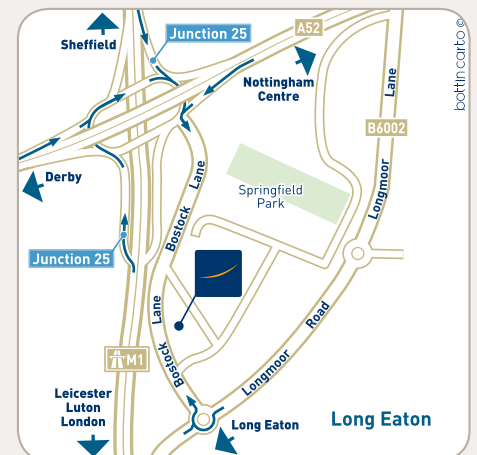 Sheffield
Junction 25
A52
Nottingham
Centre
Lane
bottin carto ©
B6002
Derby
Lane
Springfield
Park
Longmoor
Bostock
Junction 25
Lane
Road
M1
Bostock
Longmoor
Leicester
Luton
London
Long Eaton
Long Eaton